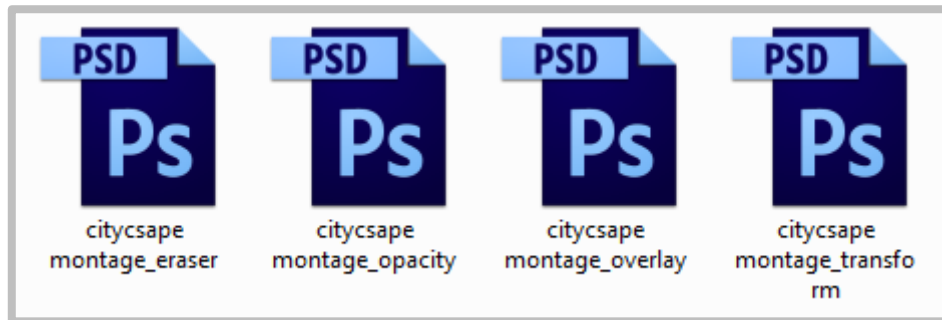 PSD PSD PSD PSD
Ps Ps Ps Ps
citycsape citycsape citycsape citycsape
montage_eraser montage_opacity montage_overlay montage_transfo
rm